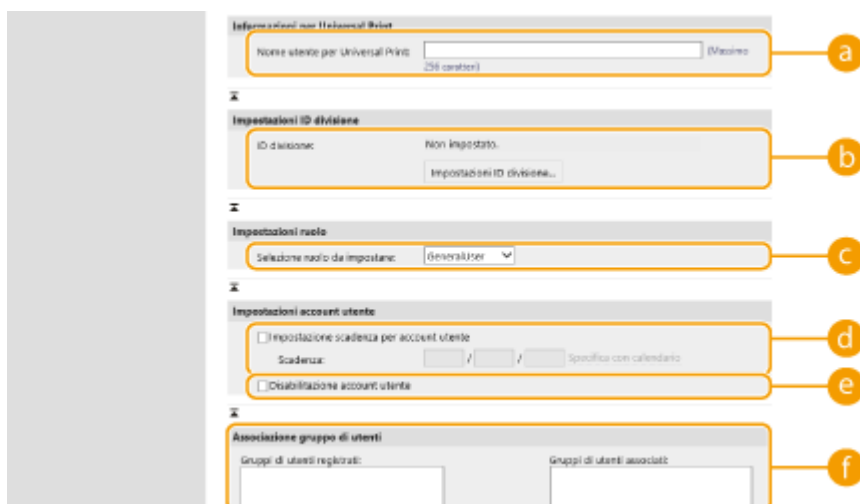 Informazioni per Universal Print
Nome utente per Universal Print:
(Massimo
256 caratteri)
a
Impostazioni ID divisione
ID divisione:
Non impostato.
Impostazioni ID divisione...
b
Impostazioni ruolo
Selezione ruolo da impostare:
GeneralUser
c
Impostazioni account utente
Impostazione scadenza per account utente
Scadenza:
/ / Specifica con calendario
d
Disabilitazione account utente
e
Associazione gruppo di utenti
Gruppi di utenti registrati:
Gruppi di utenti associati:
f